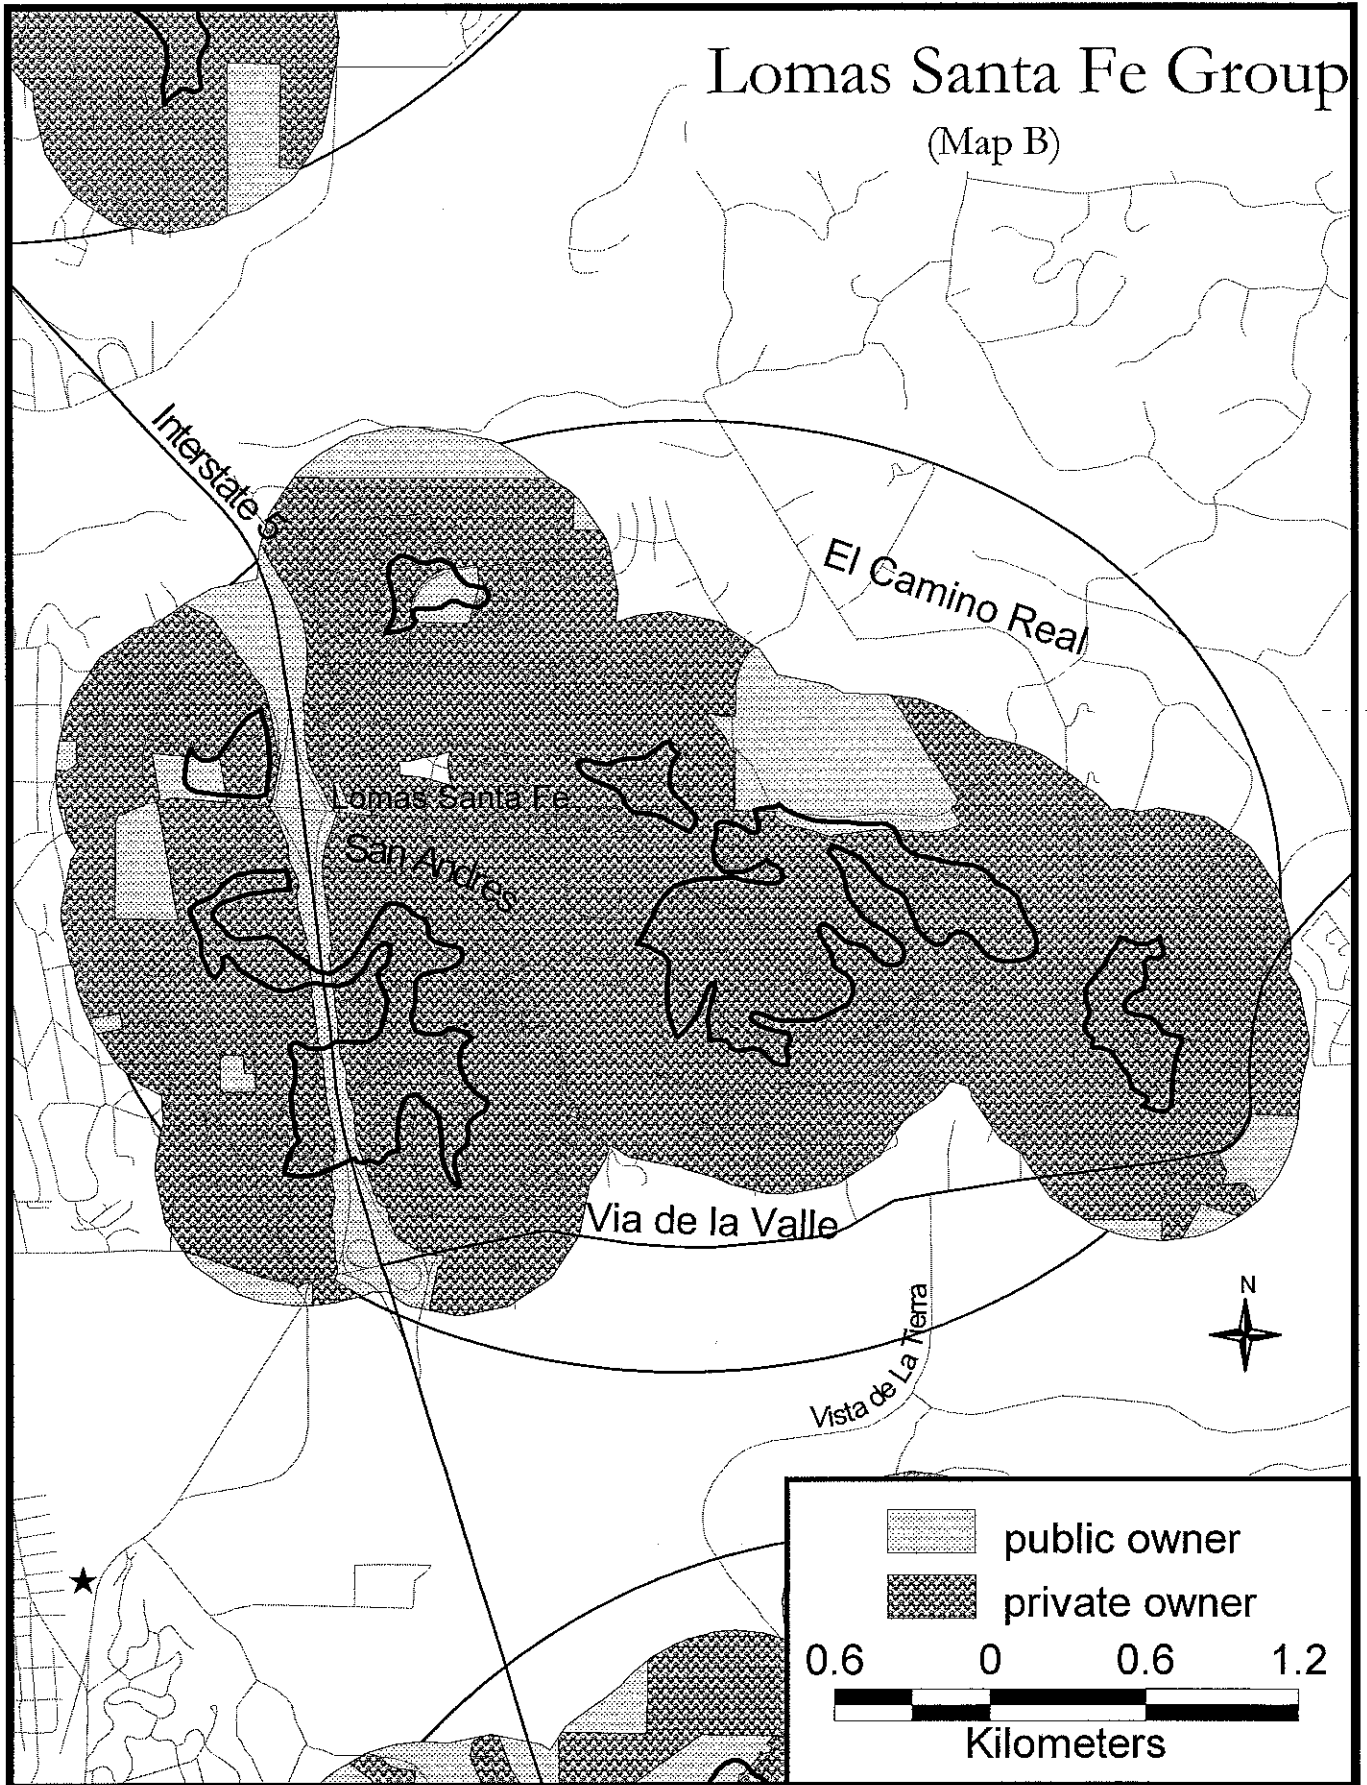 Lomas Santa Fe Group
(Map B)
Interstate 5
El Camino Real
Lomas Santa Fe
San Andres
Via de la Valle
N
Vista de La Tierra
public owner
private owner
0.6 0 0.6 1.2
Kilometers